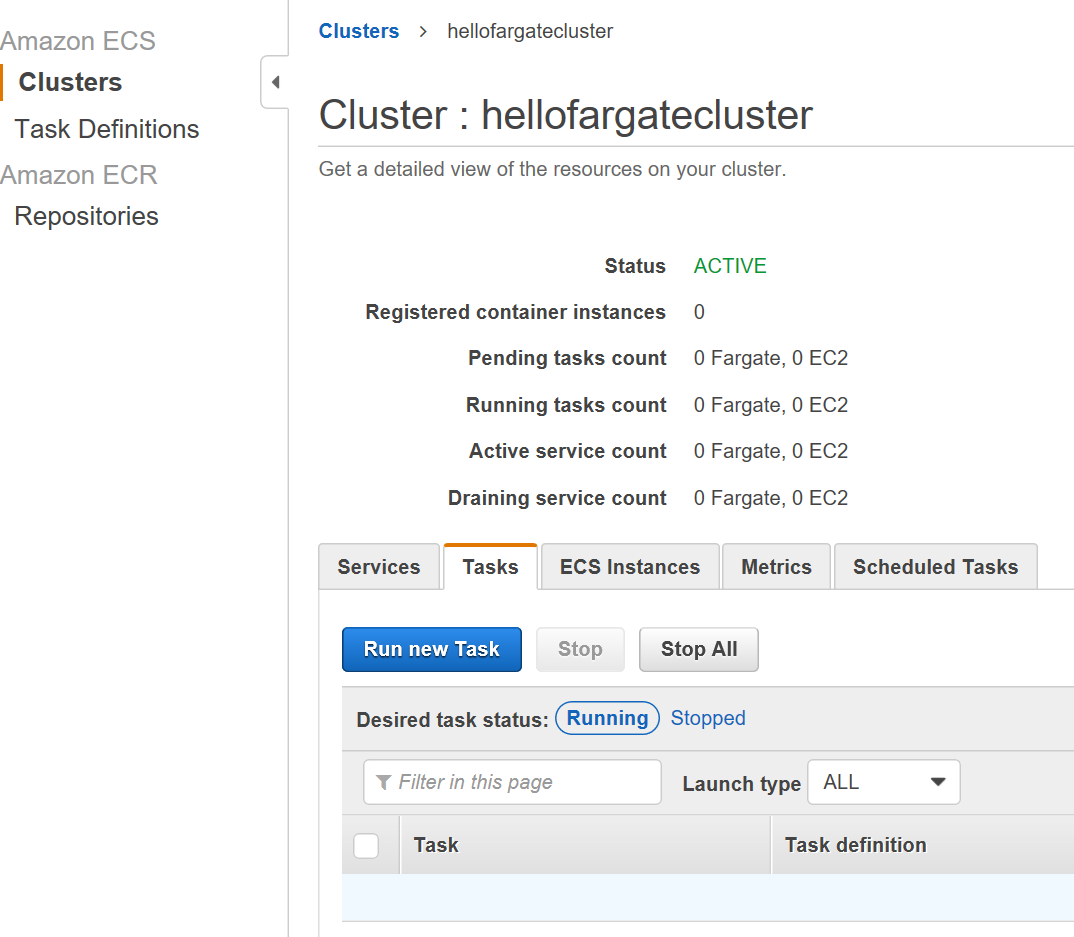 Amazon ECS
Clusters
Task Definitions
Amazon ECR
Repositories
Clusters > hellofargatecluster
Cluster : hellofargatecluster
Get a detailed view of the resources on your cluster.
Status ACTIVE
Registered container instances 0
Pending tasks count 0 Fargate, 0 EC2
Running tasks count 0 Fargate, 0 EC2
Active service count 0 Fargate, 0 EC2
Draining service count 0 Fargate, 0 EC2
Services Tasks ECS Instances Metrics Scheduled Tasks
Run new Task Stop Stop All
Desired task status: Running Stopped
Filter in this page Launch type ALL
Task Task definition